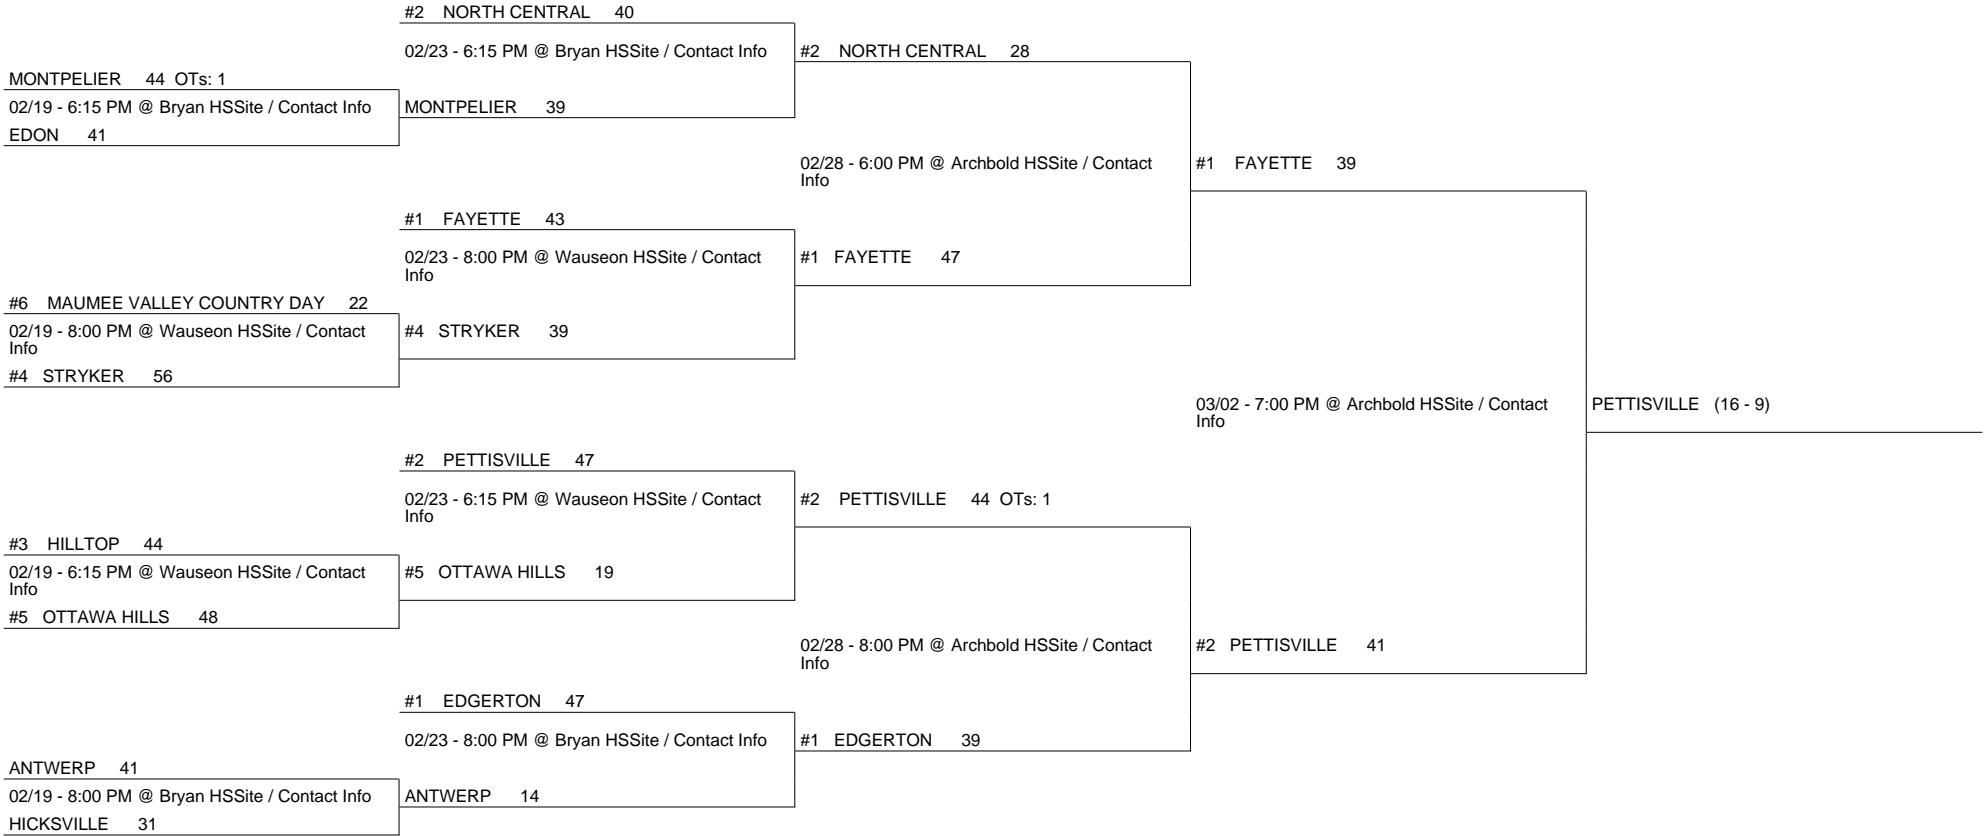 #2 NORTH CENTRAL 40
02/23 - 6:15 PM @ Bryan HSSite / Contact Info
#2 NORTH CENTRAL 28
MONTPELIER 44 OTs: 1
02/19 - 6:15 PM @ Bryan HSSite / Contact Info
MONTPELIER 39
EDON 41
02/28 - 6:00 PM @ Archbold HSSite / Contact
Info
#1 FAYETTE 39
#1 FAYETTE 43
02/23 - 8:00 PM @ Wauseon HSSite / Contact
Info
#1 FAYETTE 47
#6 MAUMEE VALLEY COUNTRY DAY 22
02/19 - 8:00 PM @ Wauseon HSSite / Contact
Info
#4 STRYKER 39
#4 STRYKER 56
03/02 - 7:00 PM @ Archbold HSSite / Contact
Info
PETTISVILLE (16 - 9)
#2 PETTISVILLE 47
02/23 - 6:15 PM @ Wauseon HSSite / Contact
Info
#2 PETTISVILLE 44 OTs: 1
#3 HILLTOP 44
02/19 - 6:15 PM @ Wauseon HSSite / Contact
Info
#5 OTTAWA HILLS 19
#5 OTTAWA HILLS 48
02/28 - 8:00 PM @ Archbold HSSite / Contact
Info
#2 PETTISVILLE 41
#1 EDGERTON 47
02/23 - 8:00 PM @ Bryan HSSite / Contact Info
#1 EDGERTON 39
ANTWERP 41
02/19 - 8:00 PM @ Bryan HSSite / Contact Info
ANTWERP 14
HICKSVILLE 31